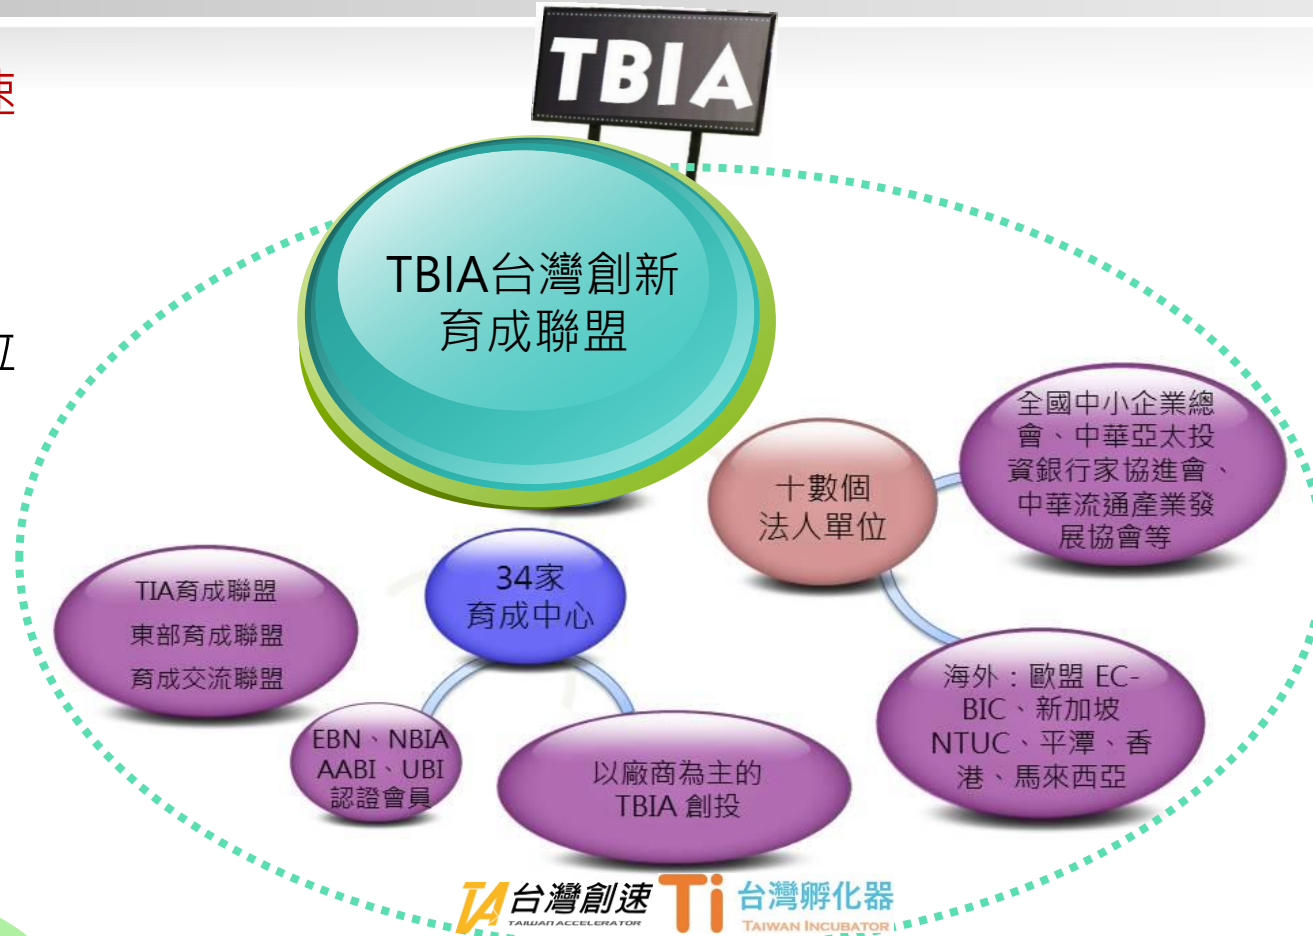 TBIA
速
TBIA台灣創新
育成聯盟
位
全國中小企業總
會、中華亞太投
資銀行家協進會、
中華流通產業發
展協會等
十數個
法人單位
34家
育成中心
TIA育成聯盟
東部育成聯盟
育成交流聯盟
海外：歐盟 EC-
BIC、新加坡
NTUC、平潭、香
港、馬來西亞
EBN、NBIA
AABI、UBI
認證會員
以廠商為主的
TBIA 創投
TA台灣創速
TAIWAN ACCELERATOR
Ti 台灣孵化器
TAIWAN INCUBATOR